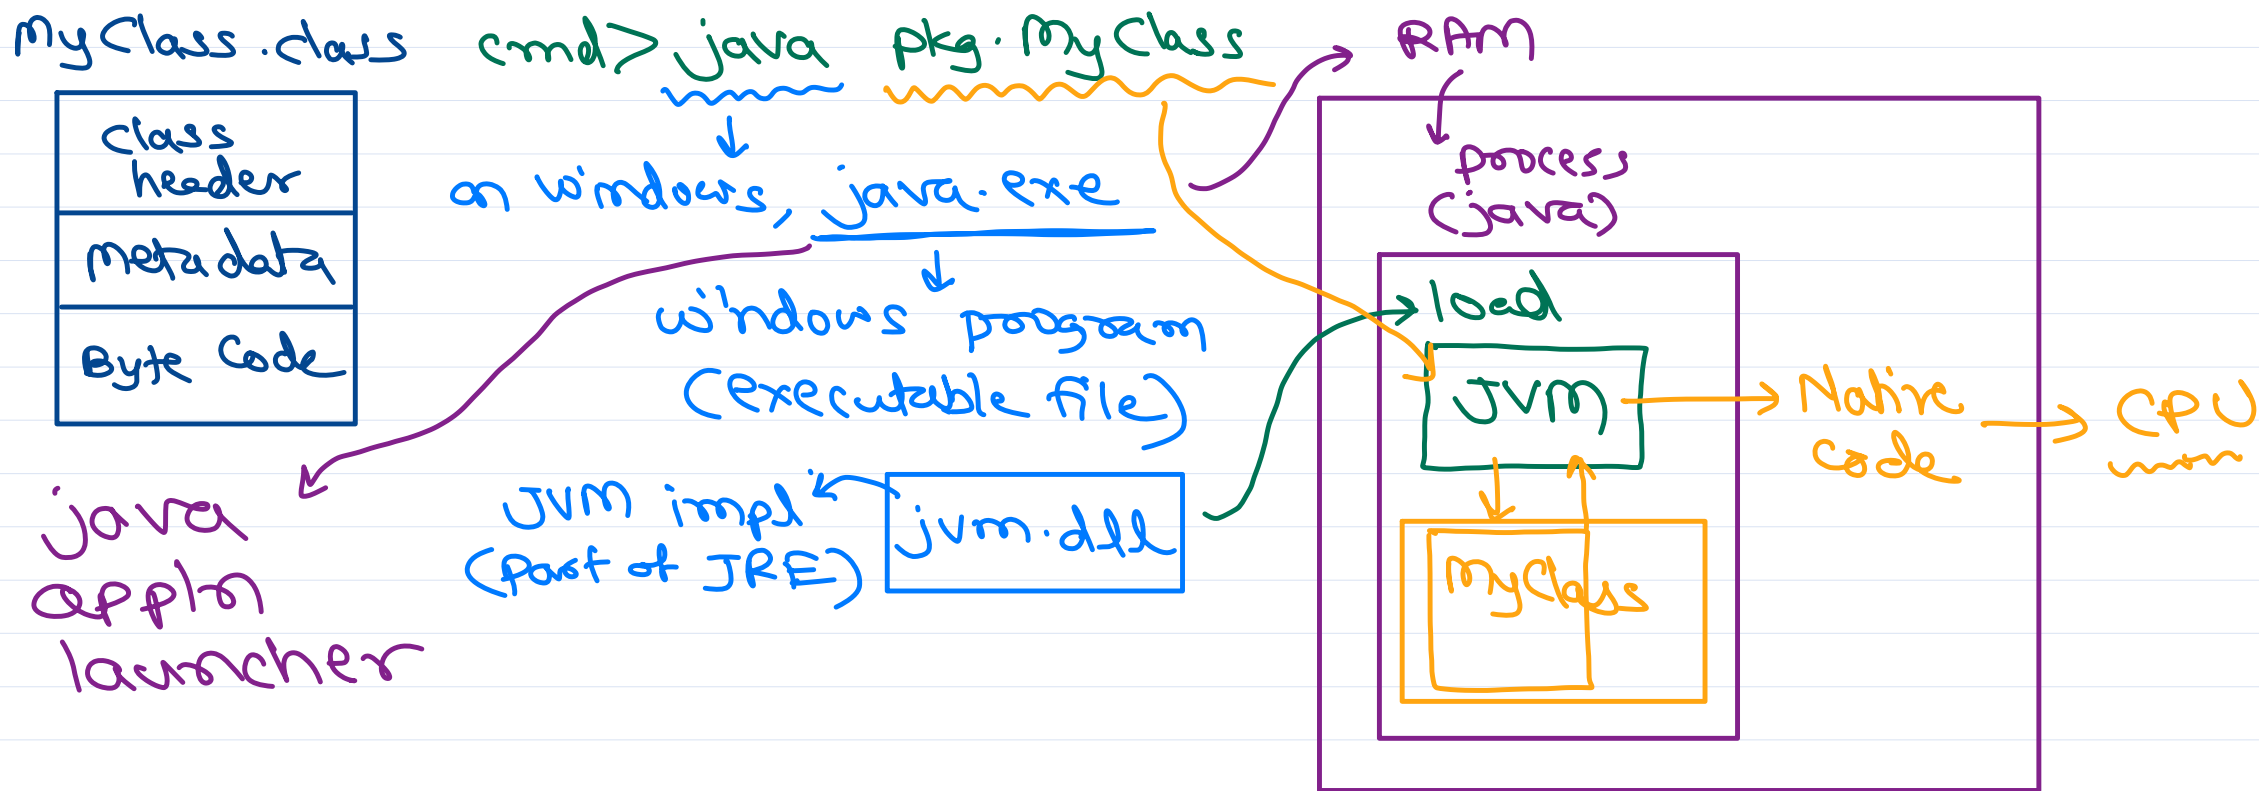 MyClass.class
cmd> java pkg.MyClass
RAM
class
header
metadata
Byte Code
on windows, java.exe
process
(java)
windows program
(executable file)
load
JVM
Native
code
CPU
java
appln
launcher
JVM impl
(part of JRE)
jvm.dll
MyClass